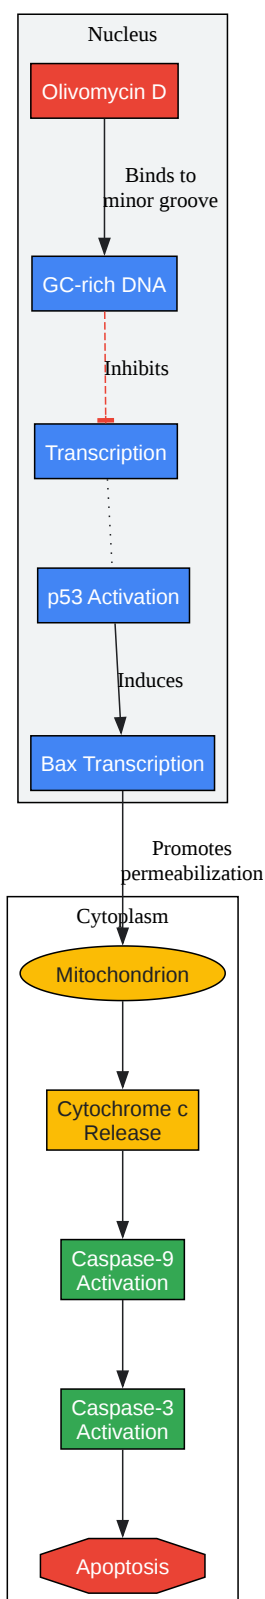 Nucleus
Olivomycin D
Binds to
minor groove
GC-rich DNA
Inhibits
Transcription
p53 Activation
Induces
Bax Transcription
Promotes
permeabilization
Cytoplasm
Mitochondrion
Cytochrome c
Release
Caspase-9
Activation
Caspase-3
Activation
Apoptosis